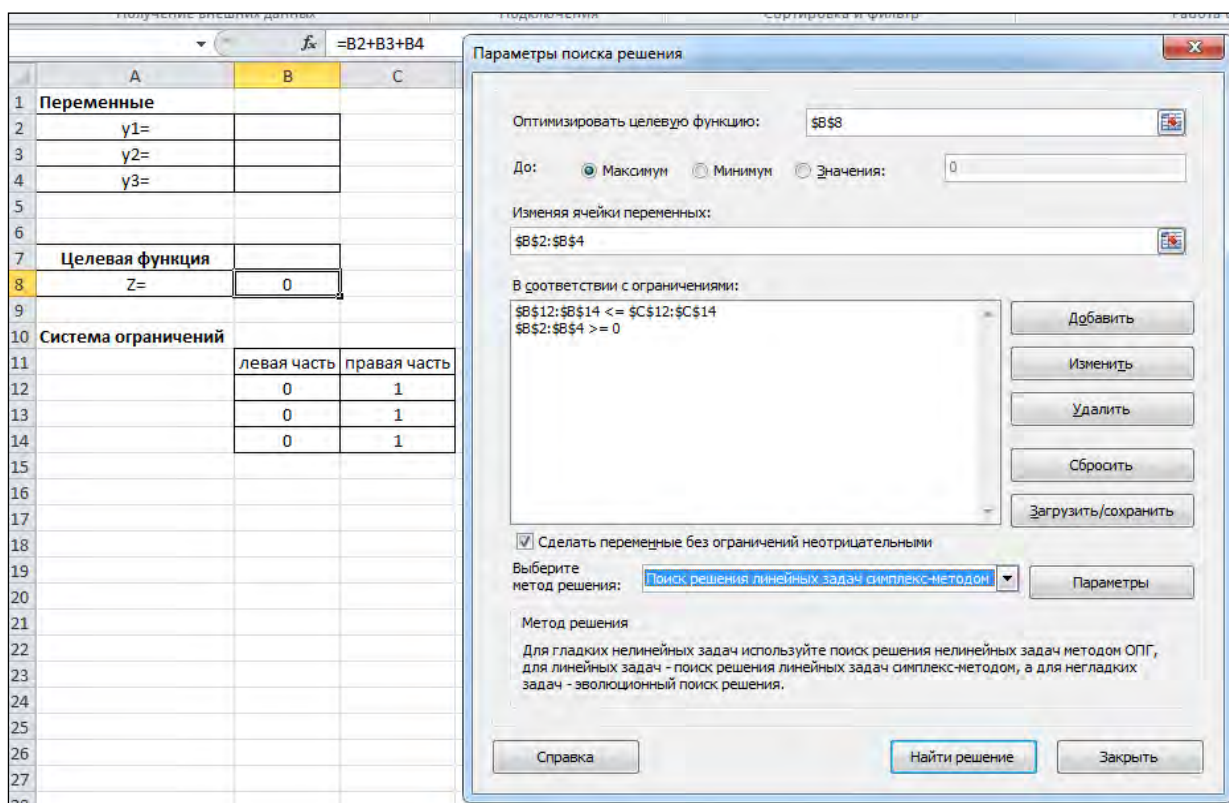 Получение внешних данных Подключения Сортировка и фильтр
fx =B2+B3+B4
A B C
1 Переменные
2 y1=
3 y2=
4 y3=
5
6
7 Целевая функция
8 Z= 0
9
10 Система ограничений
11 левая часть правая часть
12 0 1
13 0 1
14 0 1
15
16
17
18
19
20
21
22
23
24
25
26
27
Параметры поиска решения
Оптимизировать целевую функцию: $B$8
До: Максимум Минимум Значения: 0
Изменяя ячейки переменных:
$B$2:$B$4
В соответствии с ограничениями:
$B$12:$B$14 <= $C$12:$C$14
$B$2:$B$4 >= 0
Добавить
Изменить
Удалить
Сбросить
Загрузить/сохранить
Сделать переменные без ограничений неотрицательными
Выберите
метод решения: Поиск решения линейных задач симплекс-методом Параметры
Метод решения
Для гладких нелинейных задач используйте поиск решения нелинейных задач методом ОПГ,
для линейных задач - поиск решения линейных задач симплекс-методом, а для негладких
задач - эволюционный поиск решения.
Справка Найти решение Закрыть